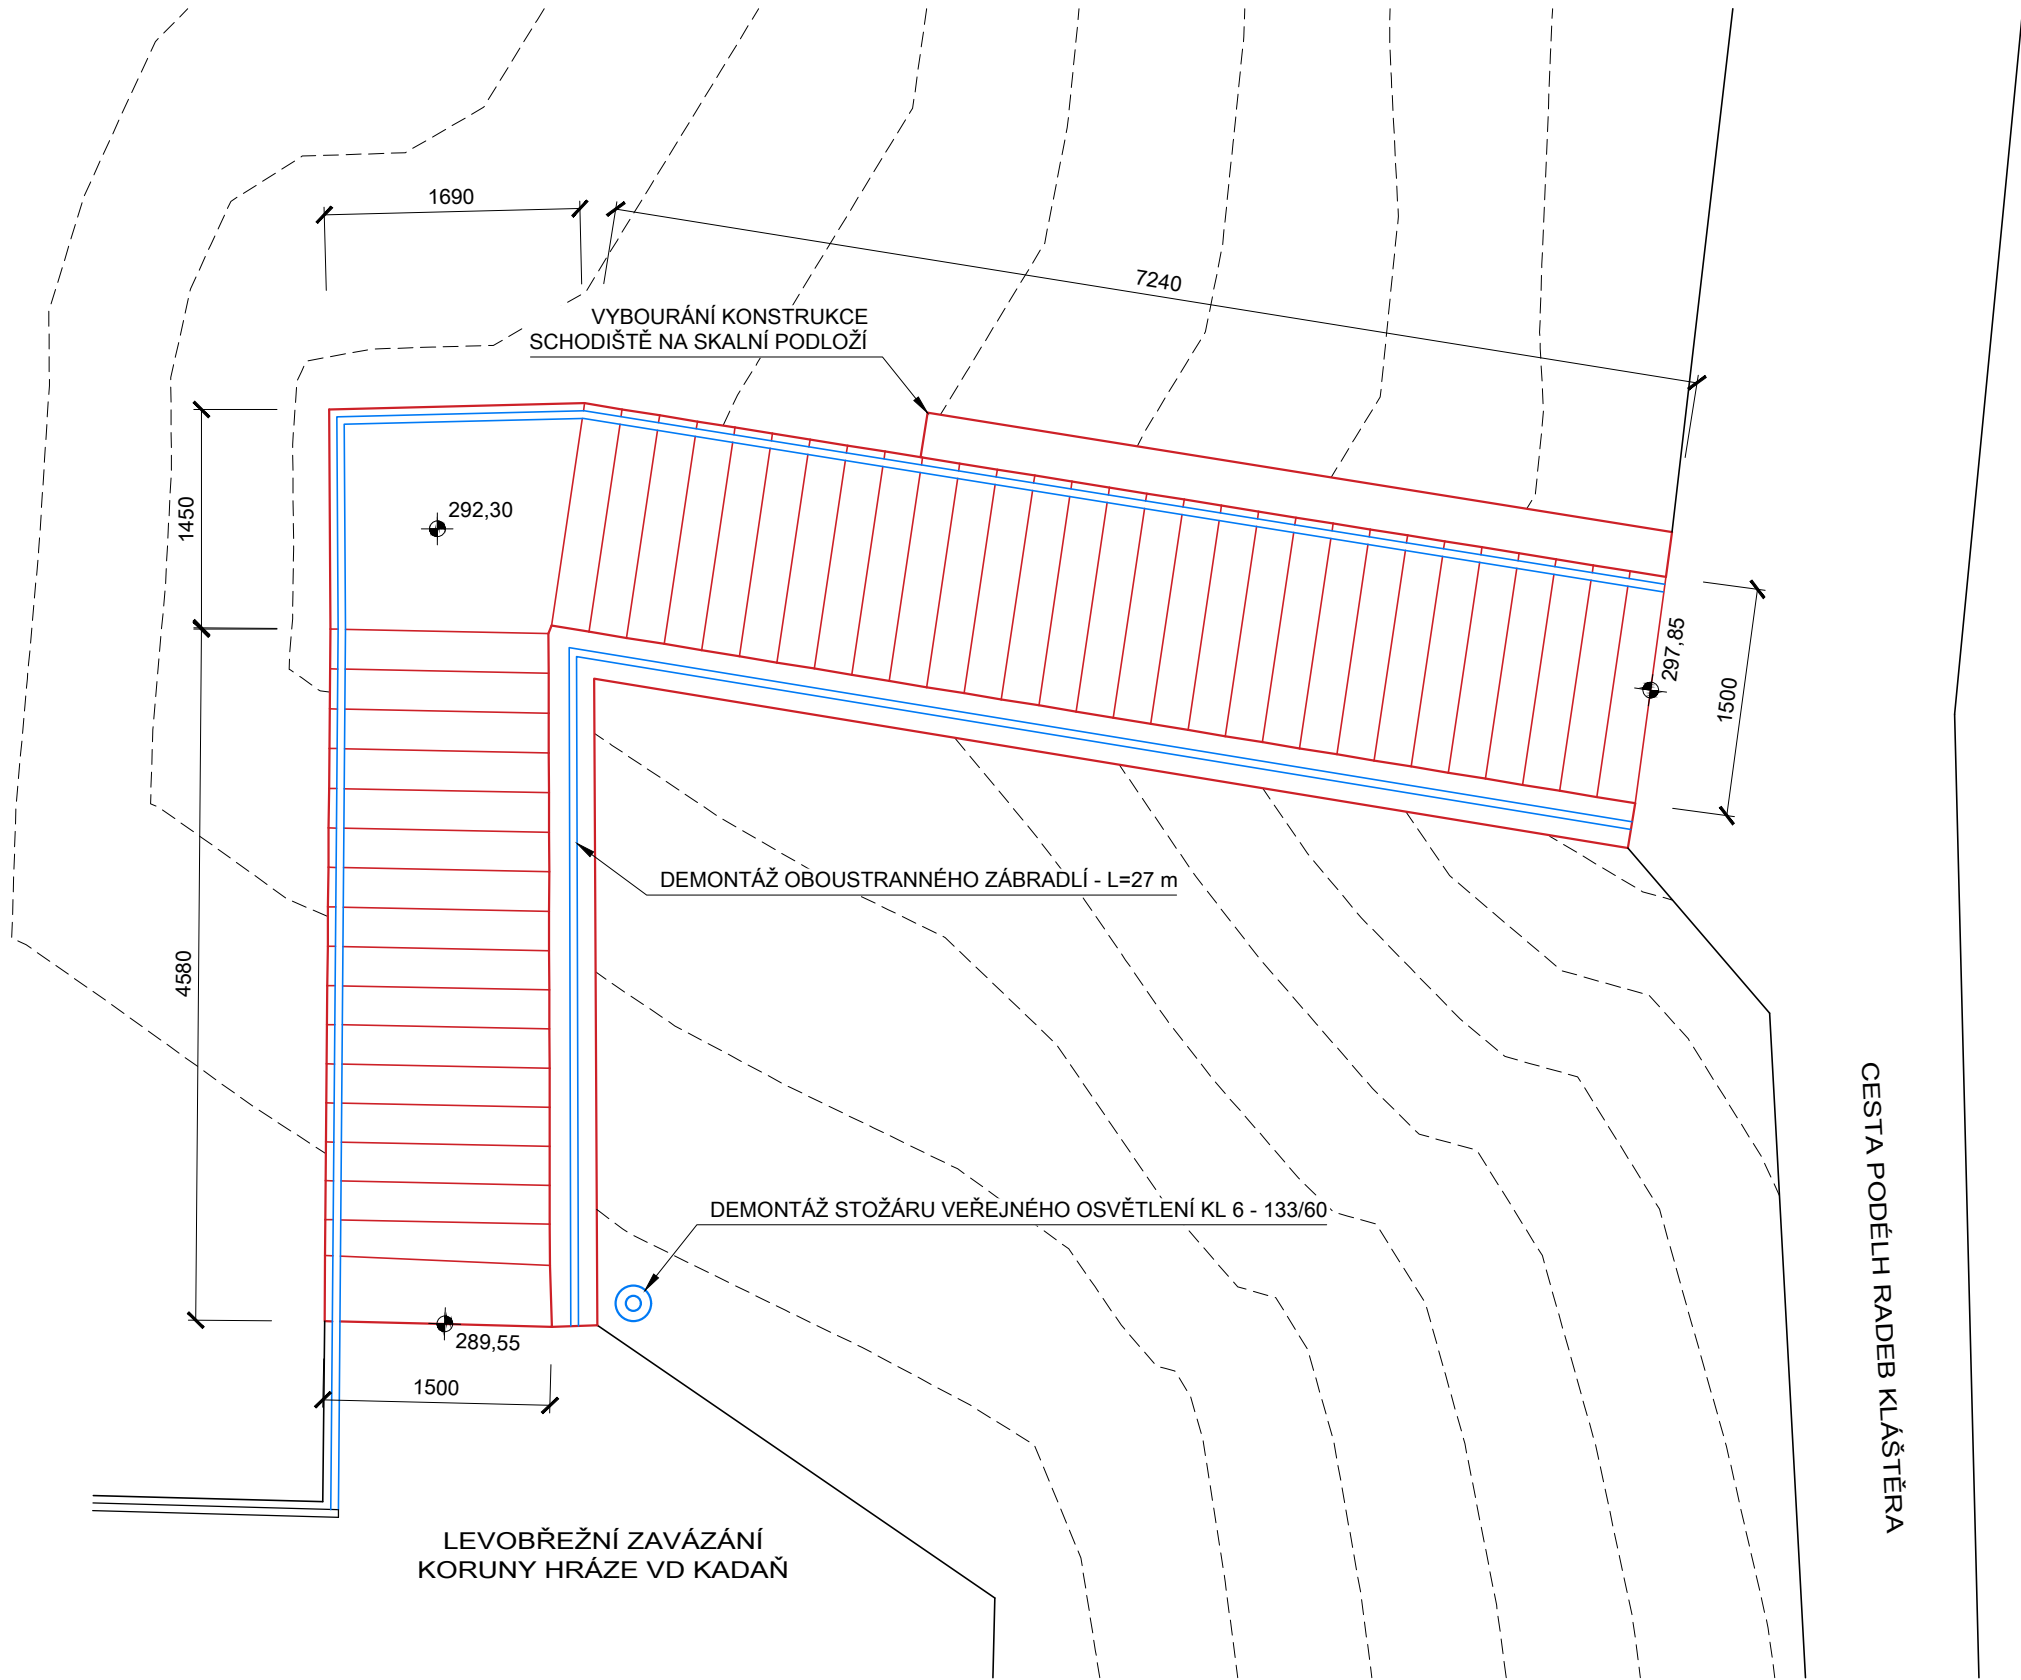 1690
7240
VYBOURÁNÍ KONSTRUKCE
SCHODIŠTĚ NA SKALNÍ PODLOŽÍ
1450
292,30
297,85
1500
DEMONTÁŽ OBOUSTRANNÉHO ZÁBRADLÍ - L=27 m
4580
DEMONTÁŽ STOŽÁRU VEŘEJNÉHO OSVĚTLENÍ KL 6 - 133/60
289,55
1500
CESTA PODÉLH RADEB KLÁŠTĚRA
LEVOBŘEŽNÍ ZAVÁZÁNÍ
KORUNY HRÁZE VD KADAŇ